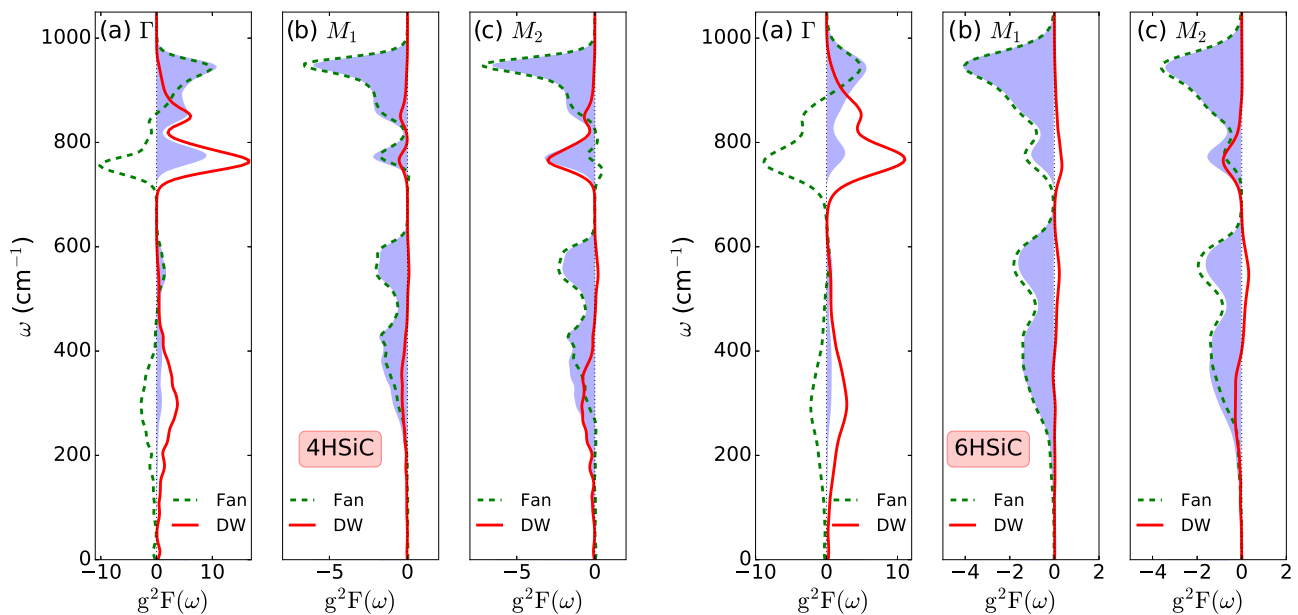 (a) Γ
(b) M₁
(c) M₂
(a) Γ
(b) M₁
(c) M₂
1000
800
600
400
200
0
ω (cm⁻¹)
1000
800
600
400
200
0
ω (cm⁻¹)
4HSiC
6HSiC
Fan
DW
Fan
DW
Fan
DW
Fan
DW
Fan
DW
Fan
DW
−10 0 10
−5 0
−5 0
−10 0 10
−4 −2 0 2
−4 −2 0 2
g²F(ω)
g²F(ω)
g²F(ω)
g²F(ω)
g²F(ω)
g²F(ω)